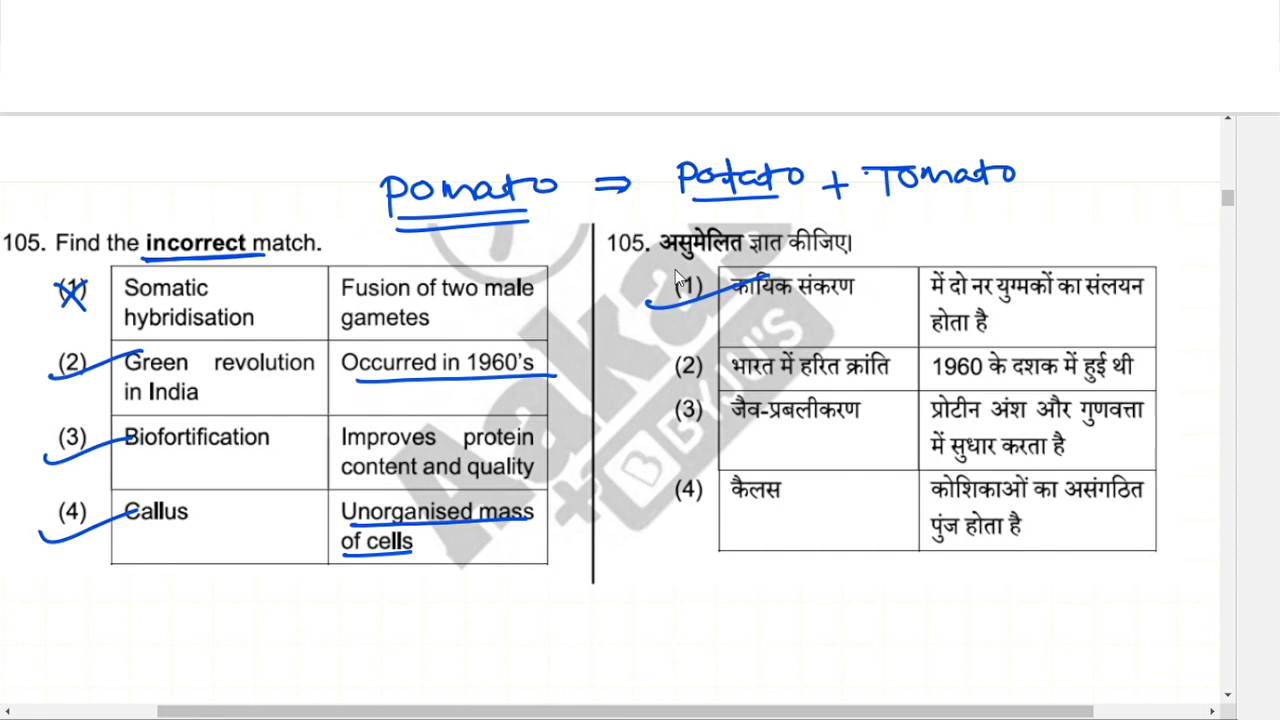 Pomato ⇒ Potato + Tomato
105. Find the incorrect match.
(1) Somatic hybridisation
Fusion of two male gametes
(2) Green revolution in India
Occurred in 1960's
(3) Biofortification
Improves protein content and quality
(4) Callus
Unorganised mass of cells
105. असुमेलित ज्ञात कीजिए।
(1) कायिक संकरण
में दो नर युग्मकों का संलयन
होता है
(2) भारत में हरित क्रांति
1960 के दशक में हुई थी
(3) जैव-प्रबलीकरण
प्रोटीन अंश और गुणवत्ता
में सुधार करता है
(4) कैलस
कोशिकाओं का असंगठित
पुंज होता है
Aakash
BYJU'S